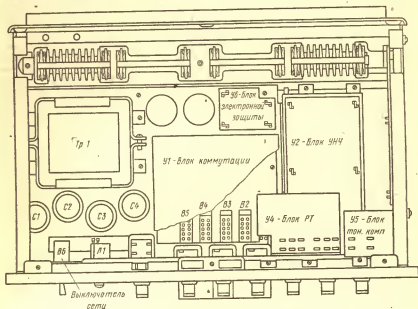 У6-Блок
электронной
защиты
Тр 1
У1-Блок коммутации
У2-Блок УНЧ
С1
С2
С3
С4
В5
В4
В3
В2
У4-Блок РТ
У5-Блок
тон. комп
В6
Л1
Выключатель
сети